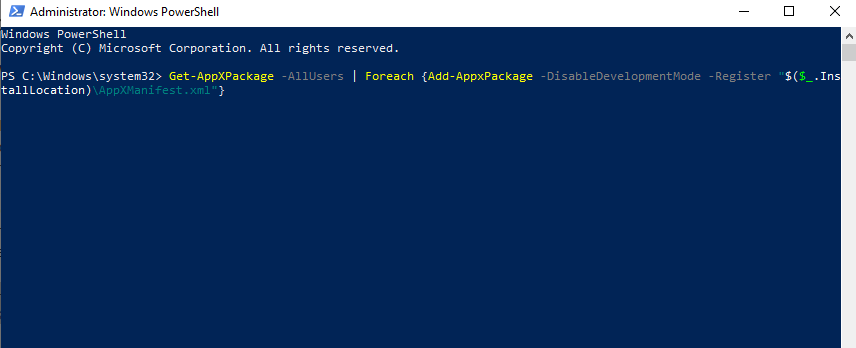 Administrator: Windows PowerShell
Windows PowerShell
Copyright (C) Microsoft Corporation. All rights reserved.
PS C:\Windows\system32> Get-AppXPackage -AllUsers | Foreach {Add-AppxPackage -DisableDevelopmentMode -Register "$($_.Ins
tallLocation)\AppXManifest.xml"}